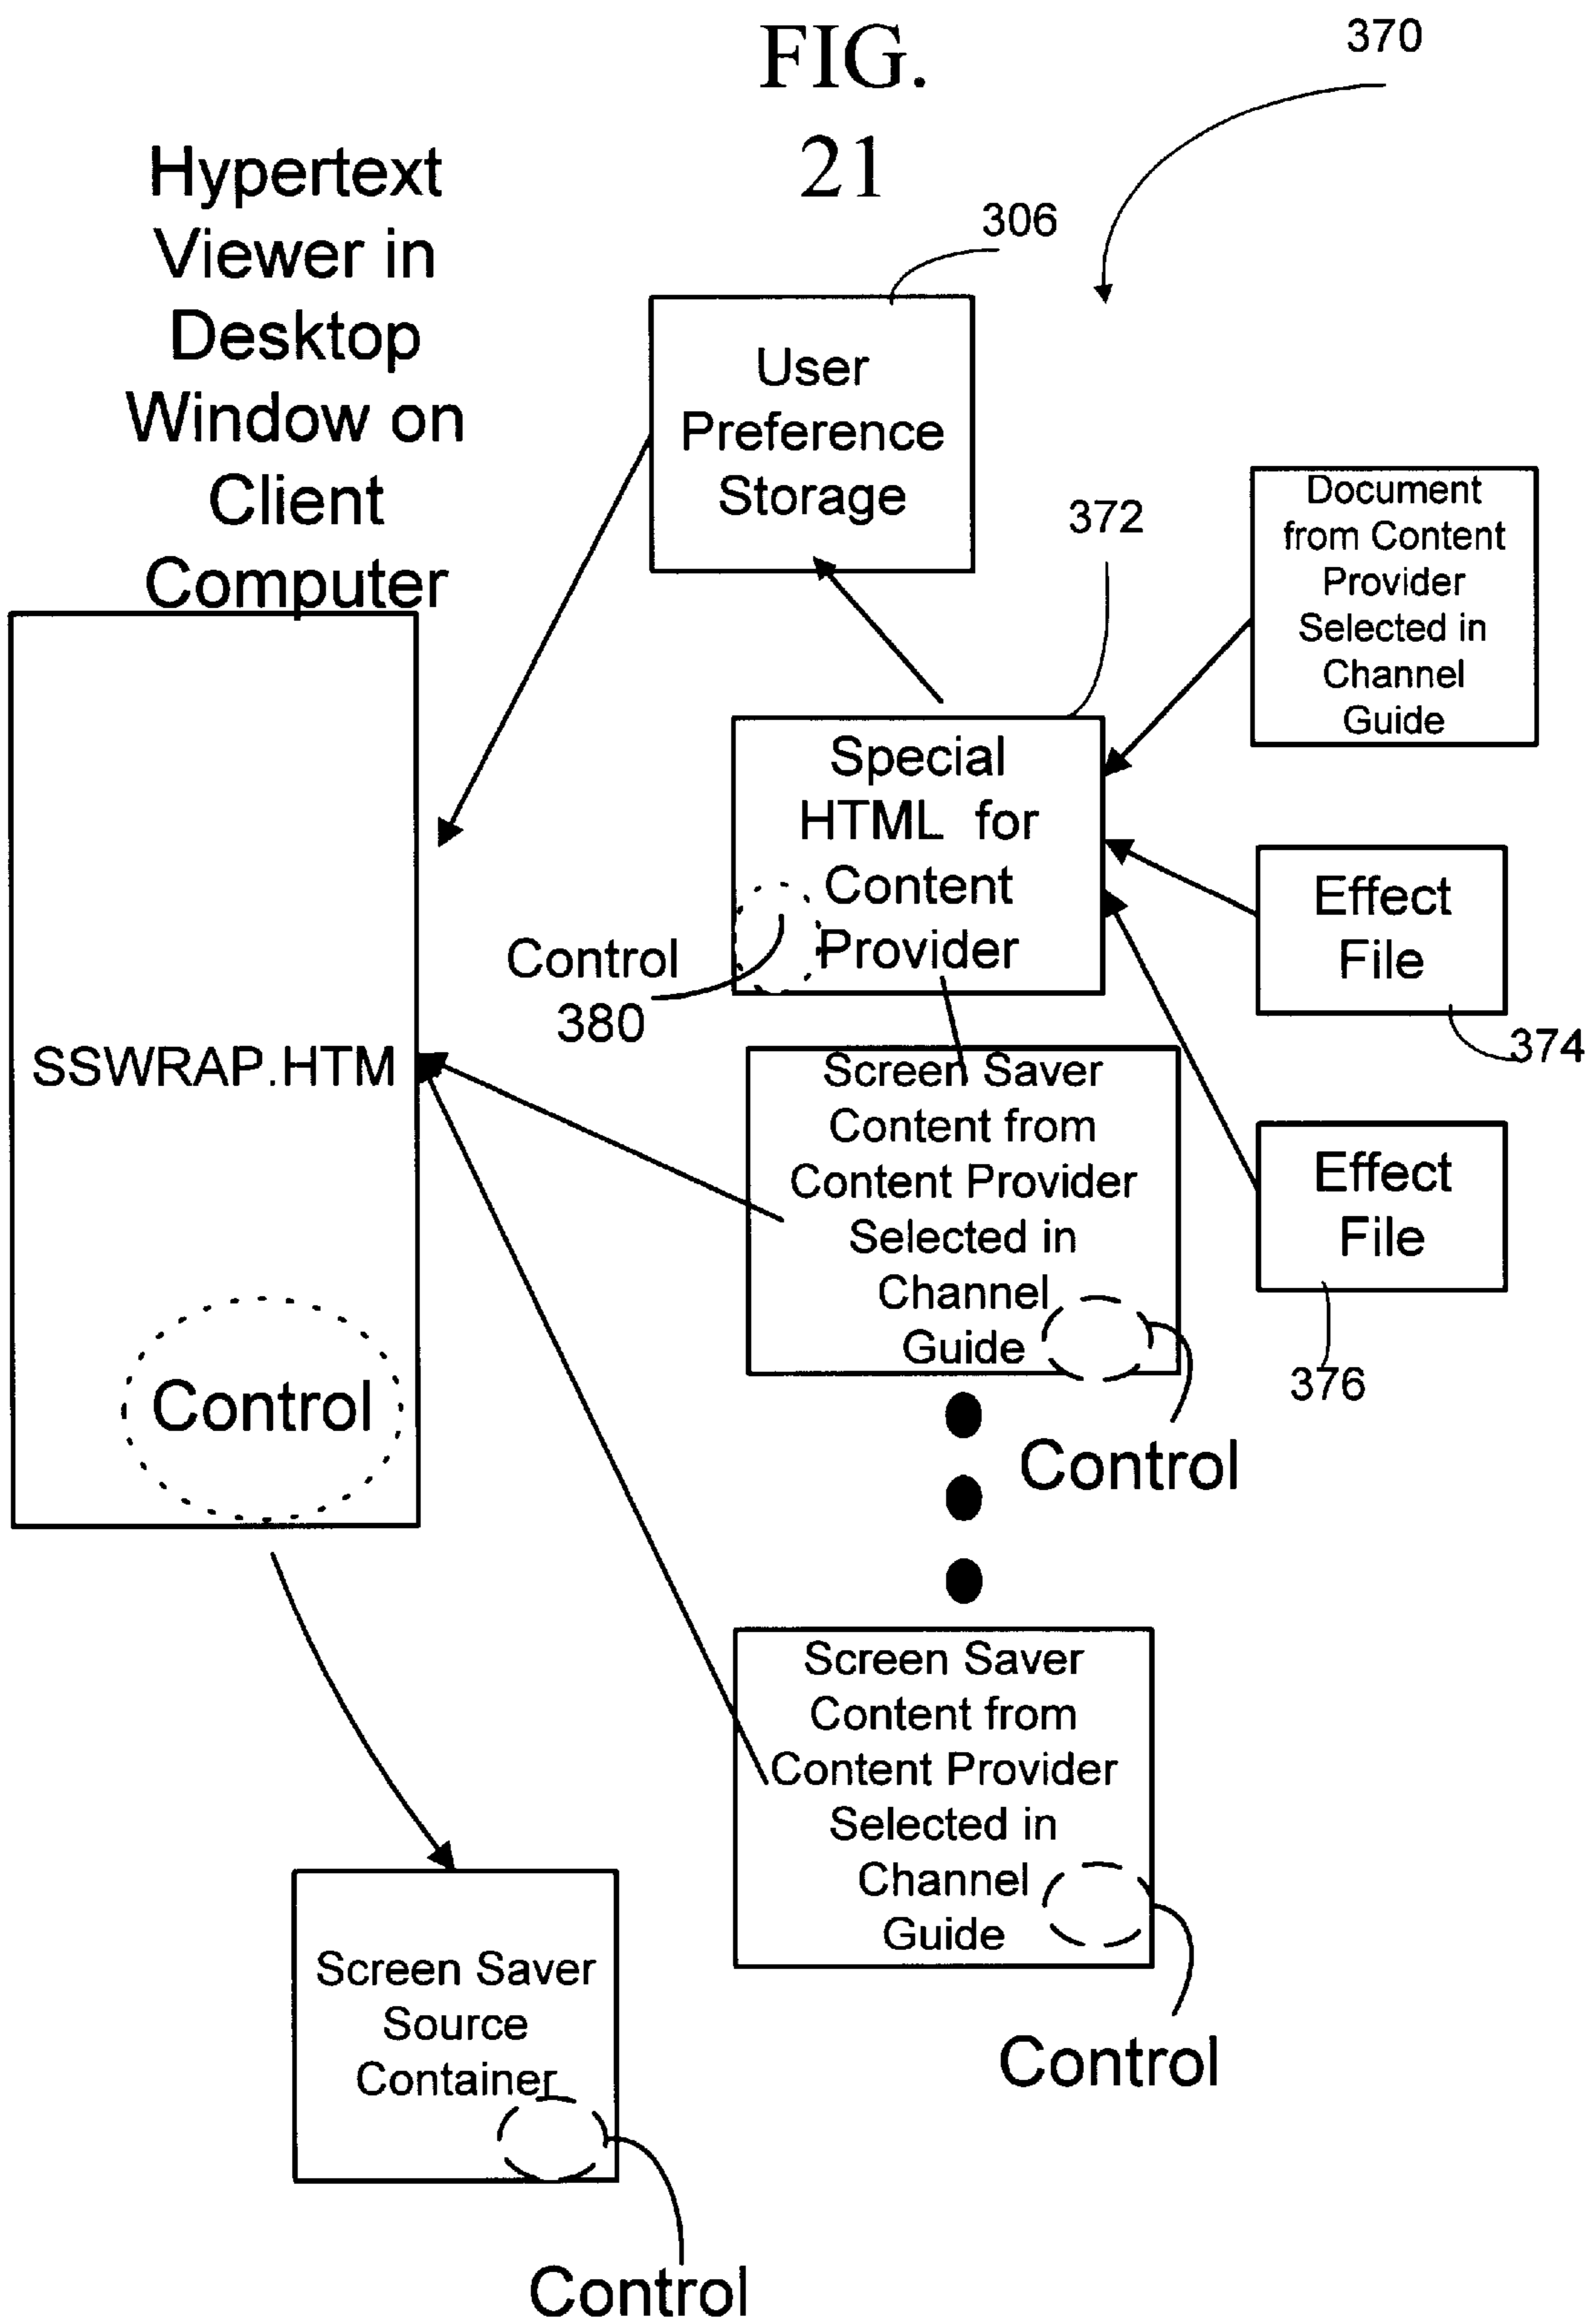 FIG.
21
370
Hypertext
Viewer in
Desktop
Window on
Client
Computer
306
User
Preference
Storage
372
Document
from Content
Provider
Selected in
Channel
Guide
Special
HTML for
Content
Provider
Control
380
Effect
File
374
SSWRAP.HTM
Control
Screen Saver
Content from
Content Provider
Selected in
Channel
Guide
Control
Effect
File
376
Screen Saver
Content from
Content Provider
Selected in
Channel
Guide
Control
Screen Saver
Source
Container
Control